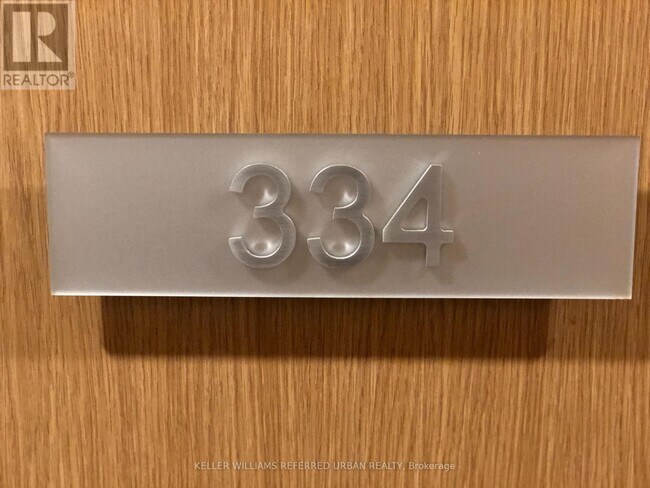 R
REALTOR®
334
KELLER WILLIAMS REFERRED URBAN REALTY, Brokerage